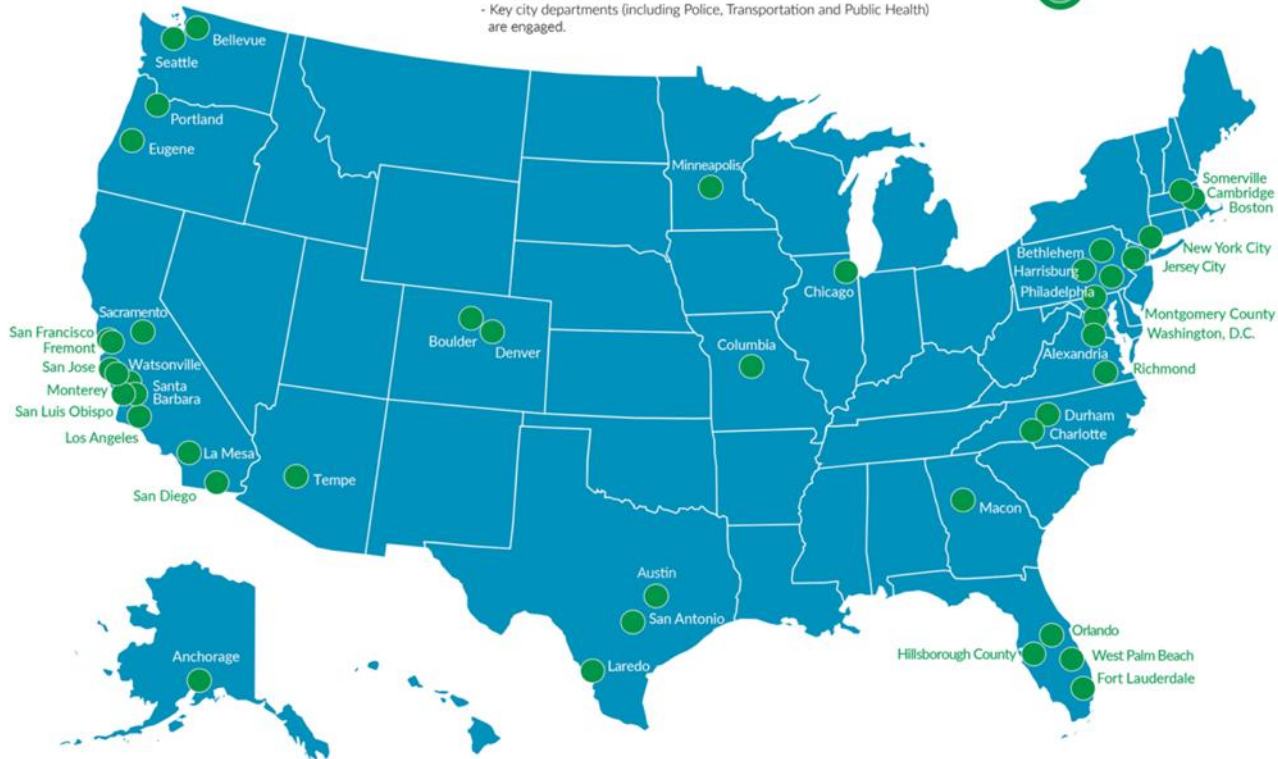 - Key city departments (including Police, Transportation and Public Health)
are engaged.
Bellevue
Seattle
Portland
Eugene
Minneapolis
Somerville
Cambridge
Boston
New York City
Bethlehem
Jersey City
Harrisburg
Philadelphia
Chicago
Montgomery County
Washington, D.C.
Alexandria
Richmond
Sacramento
San Francisco
Fremont
San Jose
Watsonville
Monterey
Santa
Barbara
San Luis Obispo
Los Angeles
La Mesa
San Diego
Boulder
Denver
Columbia
Durham
Charlotte
Tempe
Macon
Austin
San Antonio
Laredo
Anchorage
Orlando
Hillsborough County
West Palm Beach
Fort Lauderdale